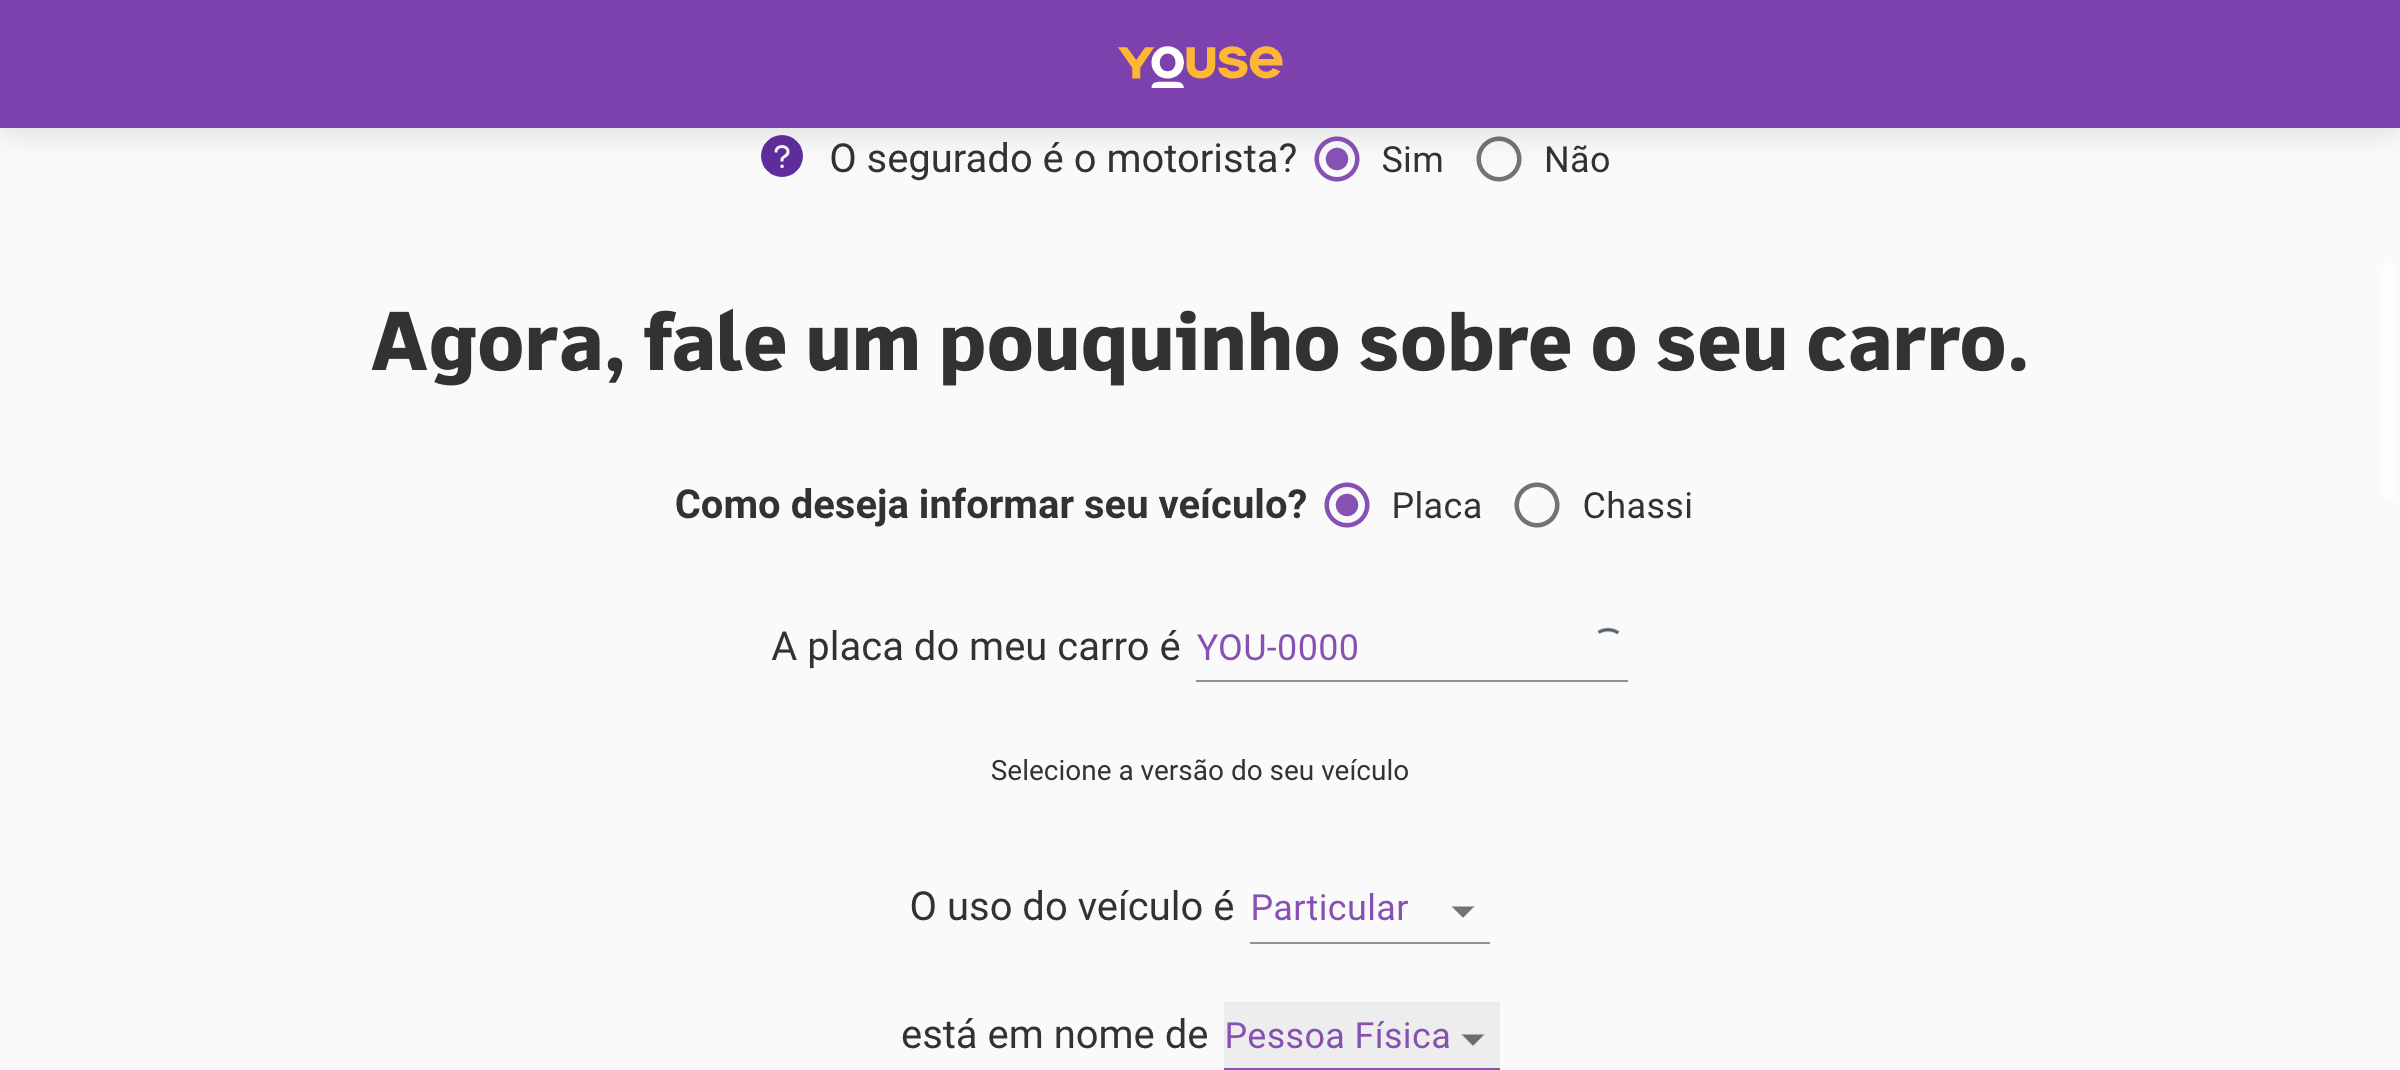 youse
? O segurado é o motorista? Sim Não
Agora, fale um pouquinho sobre o seu carro.
Como deseja informar seu veículo? Placa Chassi
A placa do meu carro é YOU-0000
Selecione a versão do seu veículo
O uso do veículo é Particular
está em nome de Pessoa Física